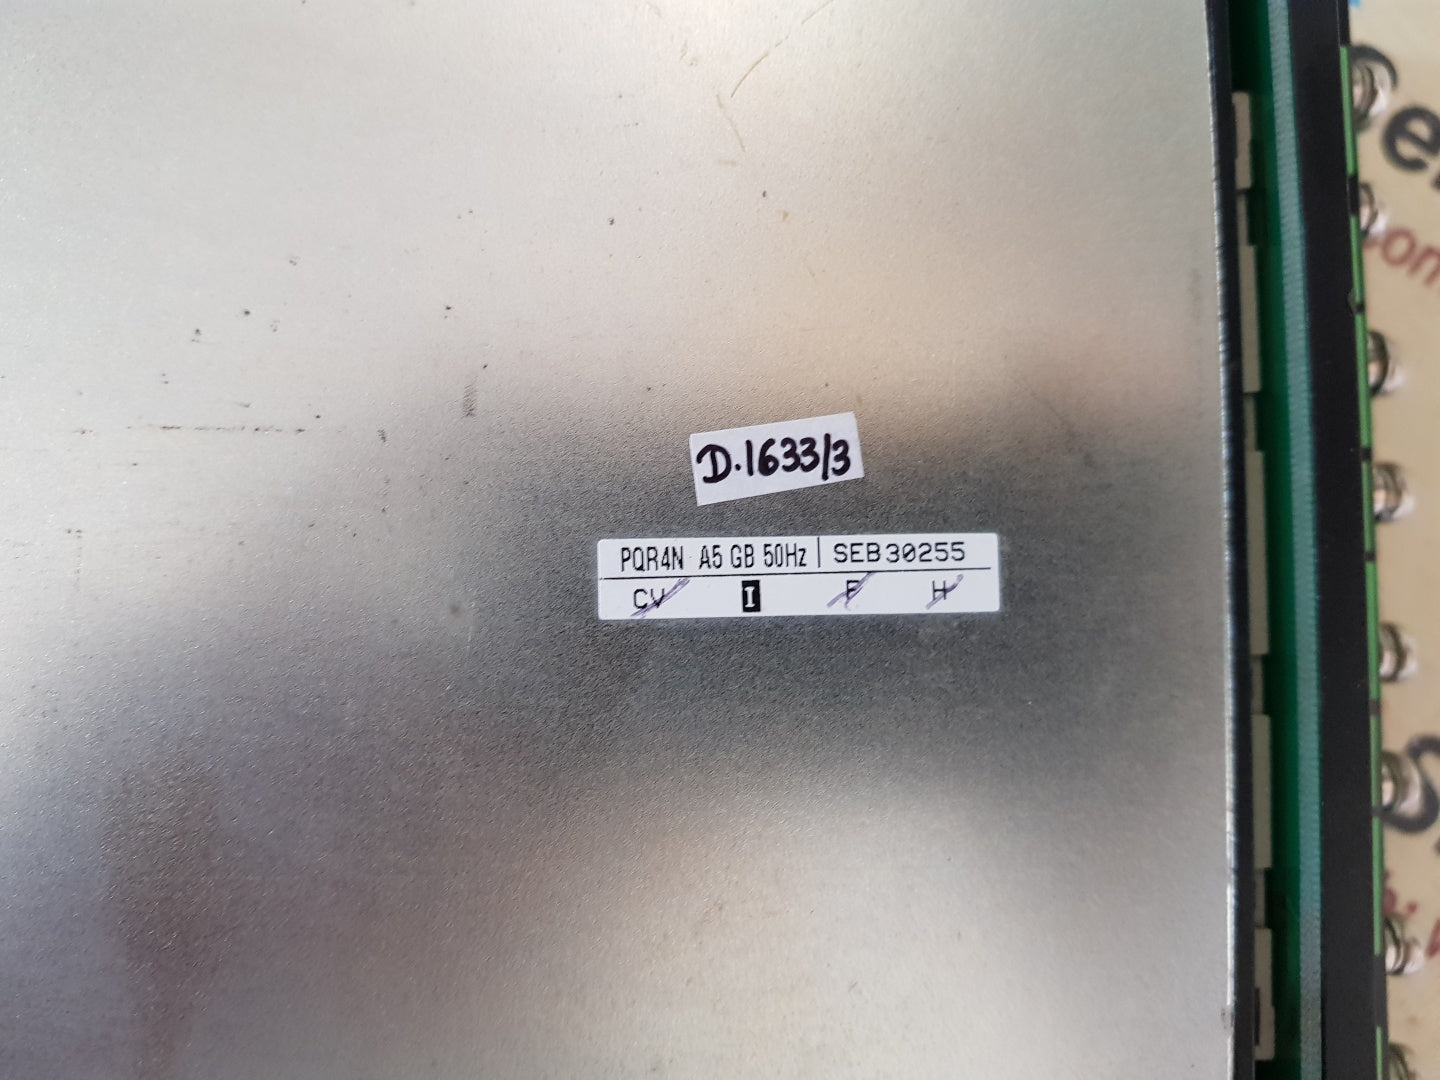 D.1633/3
PQR4N A5 GB 50Hz | SEB30255
CV I F H